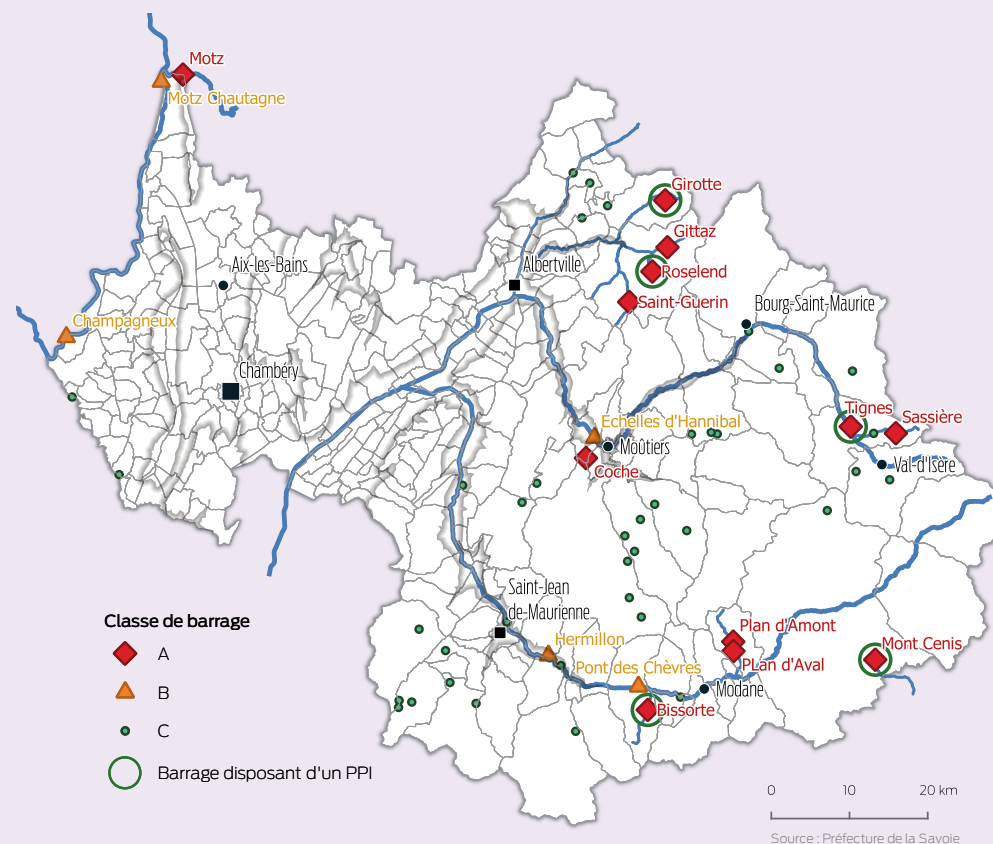 Motz
Motz Chautagne
Girotte
Gittaz
Aix-les-Bains
Albertville
Roselend
Saint-Guerin
Bourg-Saint-Maurice
Champagneux
Chambéry
Tignes
Sassière
Echelles d'Hannibal
Moûtiers
Coche
Val-d'Isère
Saint-Jean
de-Maurienne
Classe de barrage
A
B
C
Barrage disposant d'un PPI
Hermillon
Plan d'Amont
PLan d'Aval
Mont Cenis
Pont des Chèvres
Modane
Bissorte
0 10 20 km
Source : Préfecture de la Savoie